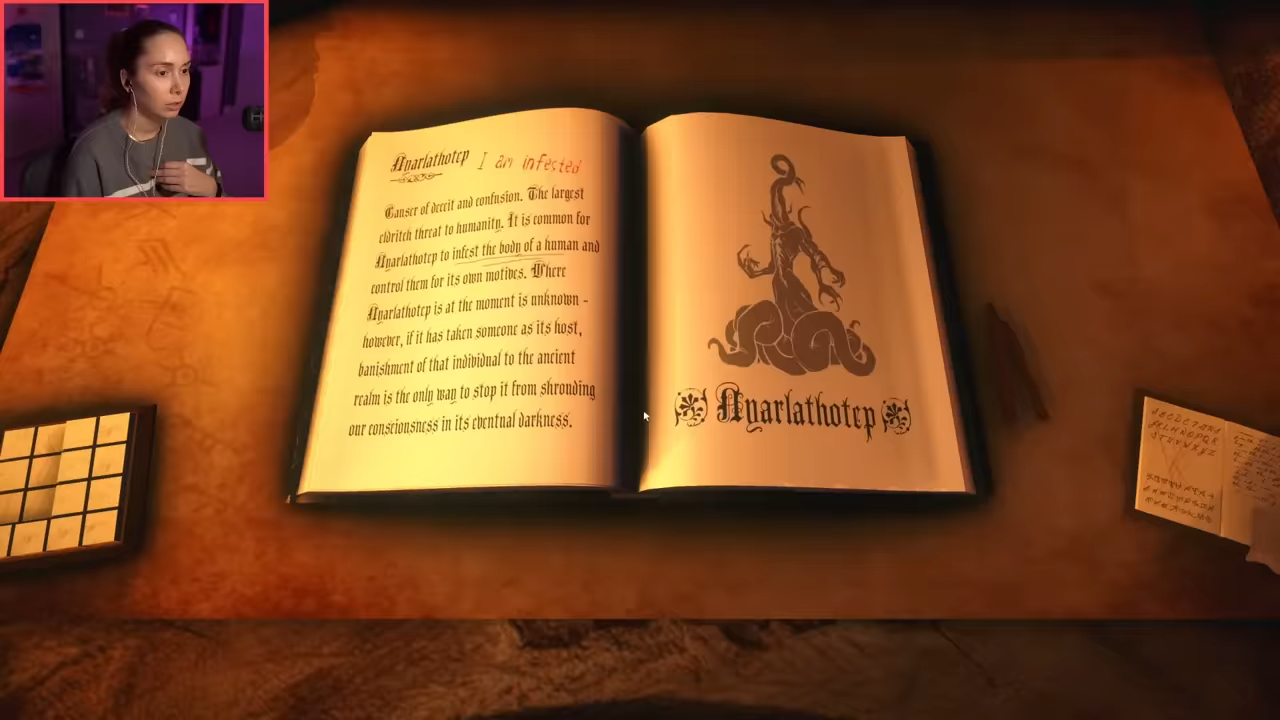 Nyarlathotep I am infested
Causer of deceit and confusion. The largest
eldritch threat to humanity. It is common for
Nyarlathotep to infest the body of a human and
control them for its own motives. Where
Nyarlathotep is at the moment is unknown -
however, if it has taken someone as its host,
banishment of that individual to the ancient
realm is the only way to stop it from shrouding
our consciousness in its eventual darkness.
Nyarlathotep